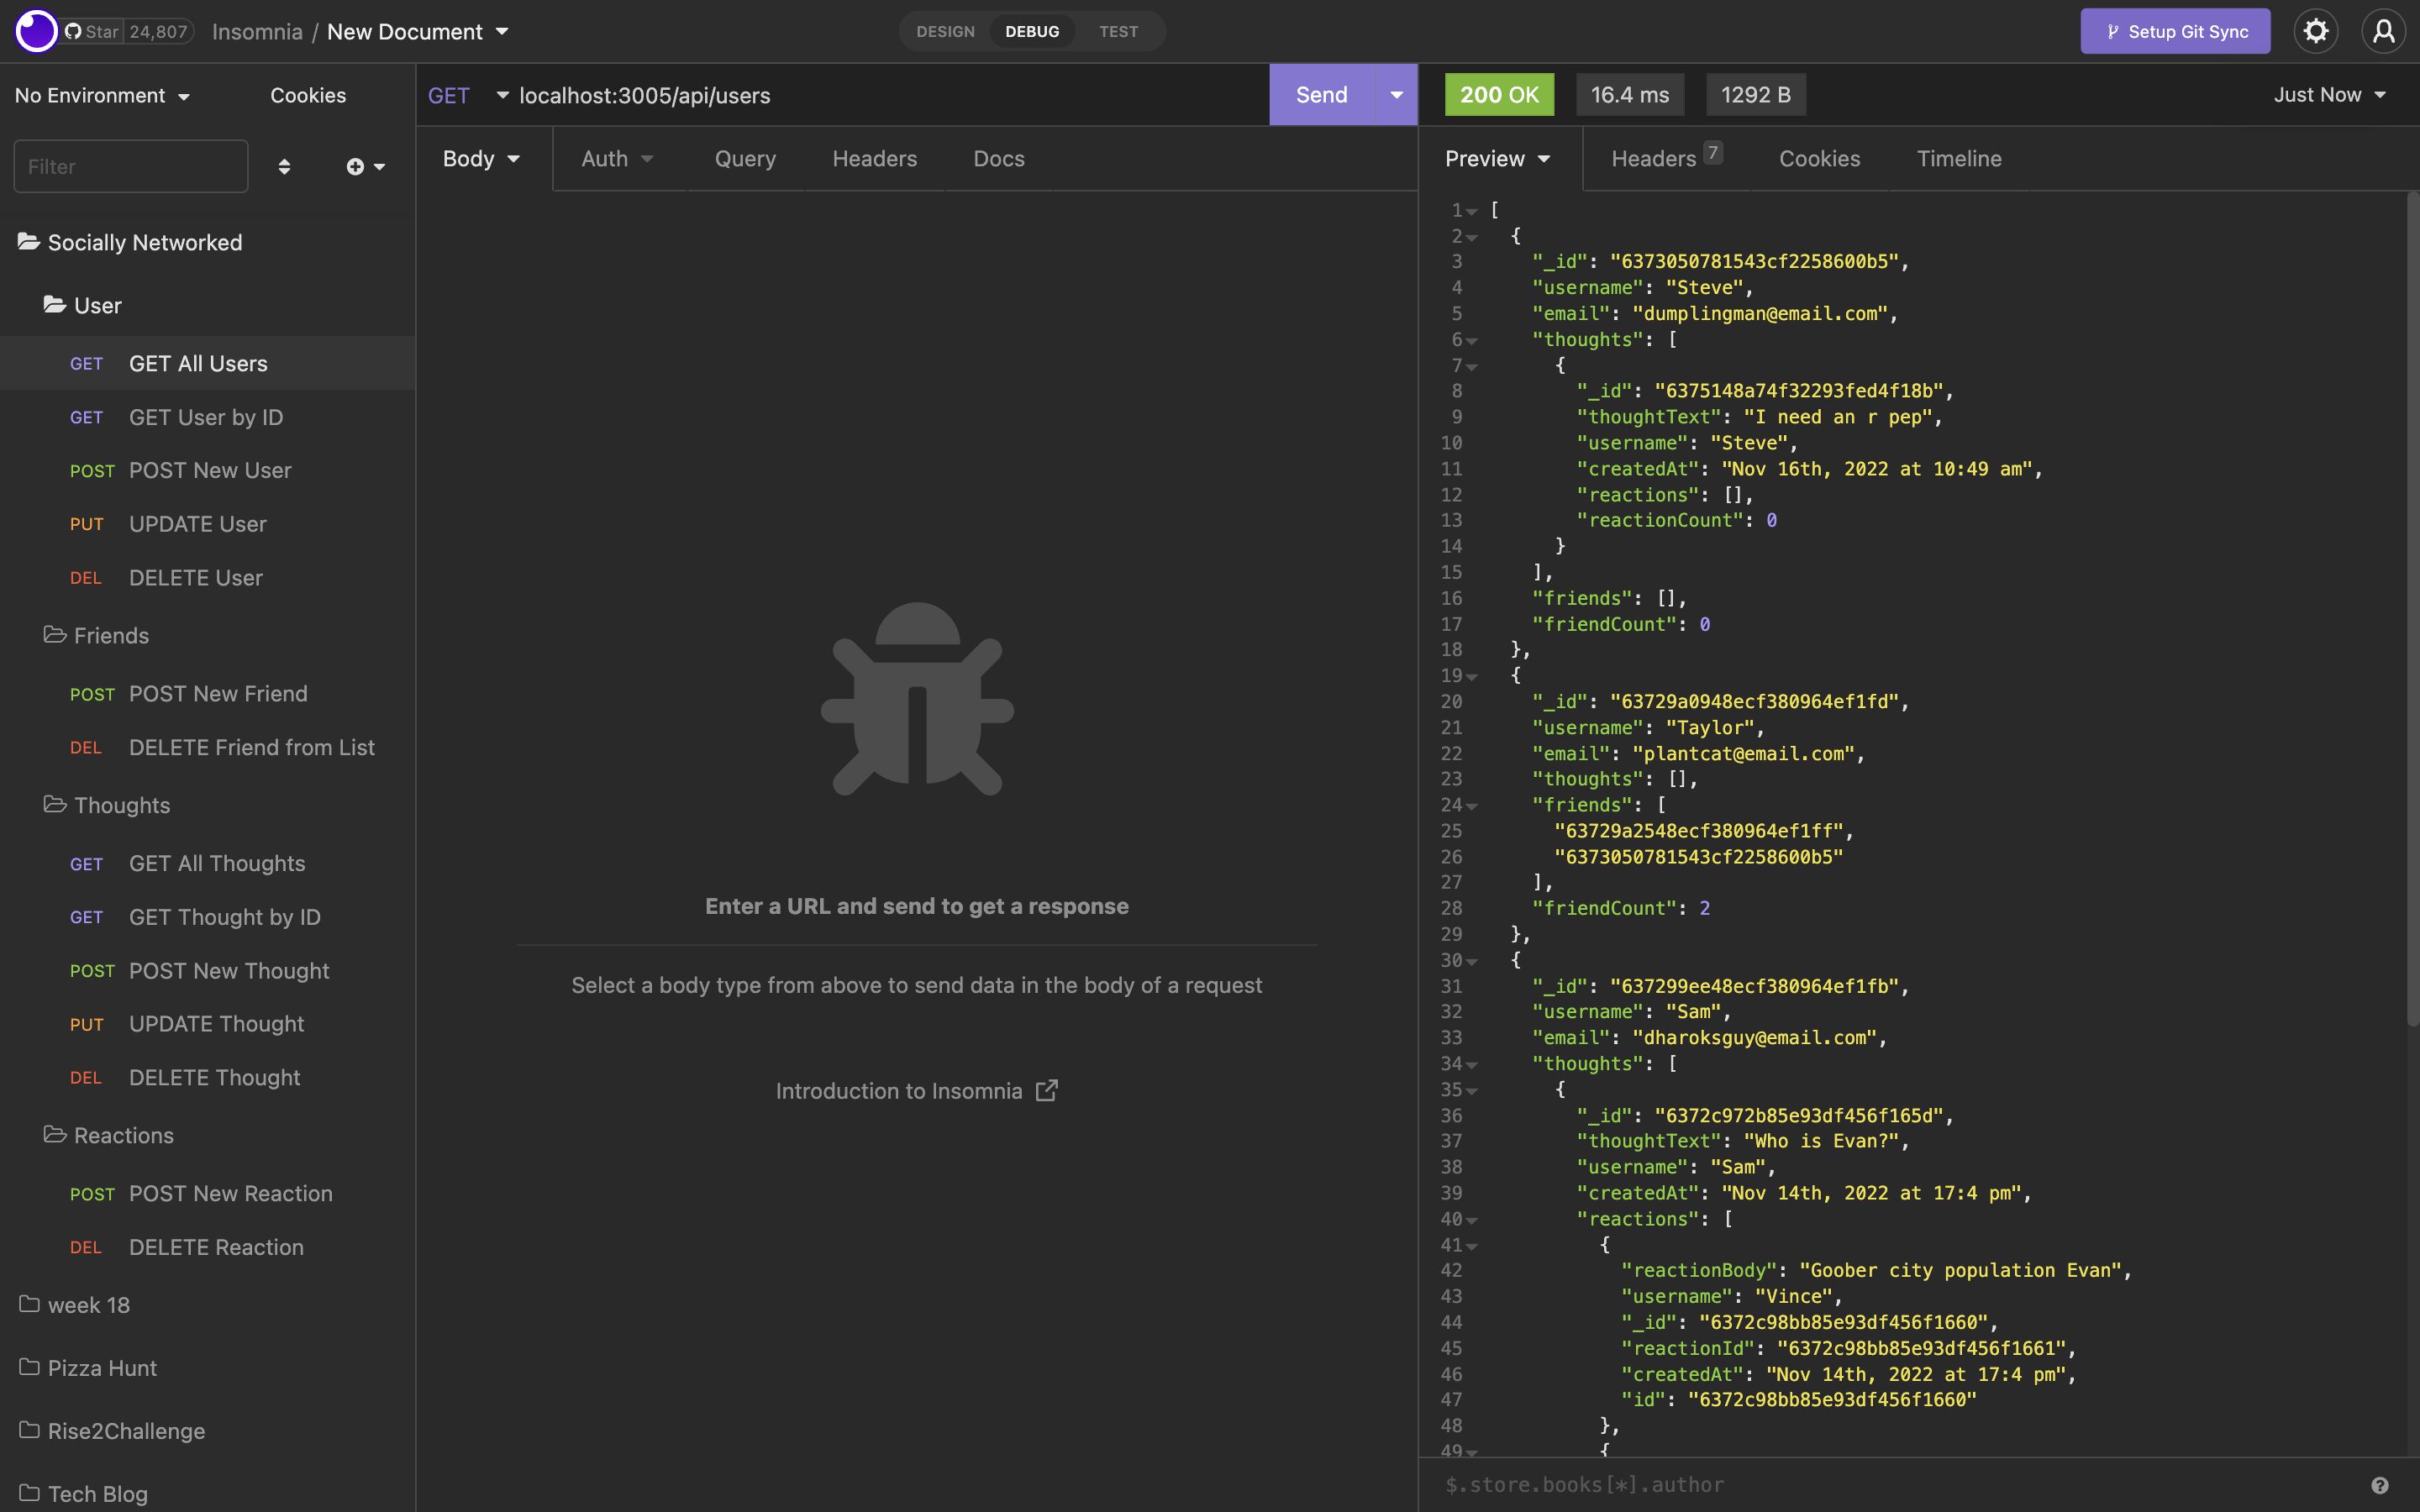 Star 24,807 Insomnia / New Document DESIGN DEBUG TEST Setup Git Sync
No Environment Cookies
Filter
Socially Networked
User
GET GET All Users
GET GET User by ID
POST POST New User
PUT UPDATE User
DEL DELETE User
Friends
POST POST New Friend
DEL DELETE Friend from List
Thoughts
GET GET All Thoughts
GET GET Thought by ID
POST POST New Thought
PUT UPDATE Thought
DEL DELETE Thought
Reactions
POST POST New Reaction
DEL DELETE Reaction
week 18
Pizza Hunt
Rise2Challenge
Tech Blog
GET localhost:3005/api/users Send
Body Auth Query Headers Docs
Enter a URL and send to get a response
Select a body type from above to send data in the body of a request
Introduction to Insomnia
200 OK 16.4 ms 1292 B Just Now
Preview Headers 7 Cookies Timeline
1 [
2 {
3 "_id": "6373050781543cf2258600b5",
4 "username": "Steve",
5 "email": "dumplingman@email.com",
6 "thoughts": [
7 {
8 "_id": "6375148a74f32293fed4f18b",
9 "thoughtText": "I need an r pep",
10 "username": "Steve",
11 "createdAt": "Nov 16th, 2022 at 10:49 am",
12 "reactions": [],
13 "reactionCount": 0
14 }
15 ],
16 "friends": [],
17 "friendCount": 0
18 },
19 {
20 "_id": "63729a0948ecf380964ef1fd",
21 "username": "Taylor",
22 "email": "plantcat@email.com",
23 "thoughts": [],
24 "friends": [
25 "63729a2548ecf380964ef1ff",
26 "6373050781543cf2258600b5"
27 ],
28 "friendCount": 2
29 },
30 {
31 "_id": "637299ee48ecf380964ef1fb",
32 "username": "Sam",
33 "email": "dharoksguy@email.com",
34 "thoughts": [
35 {
36 "_id": "6372c972b85e93df456f165d",
37 "thoughtText": "Who is Evan?",
38 "username": "Sam",
39 "createdAt": "Nov 14th, 2022 at 17:4 pm",
40 "reactions": [
41 {
42 "reactionBody": "Goober city population Evan",
43 "username": "Vince",
44 "_id": "6372c98bb85e93df456f1660",
45 "reactionId": "6372c98bb85e93df456f1661",
46 "createdAt": "Nov 14th, 2022 at 17:4 pm",
47 "id": "6372c98bb85e93df456f1660"
48 },
49 {
$.store.books[*].author